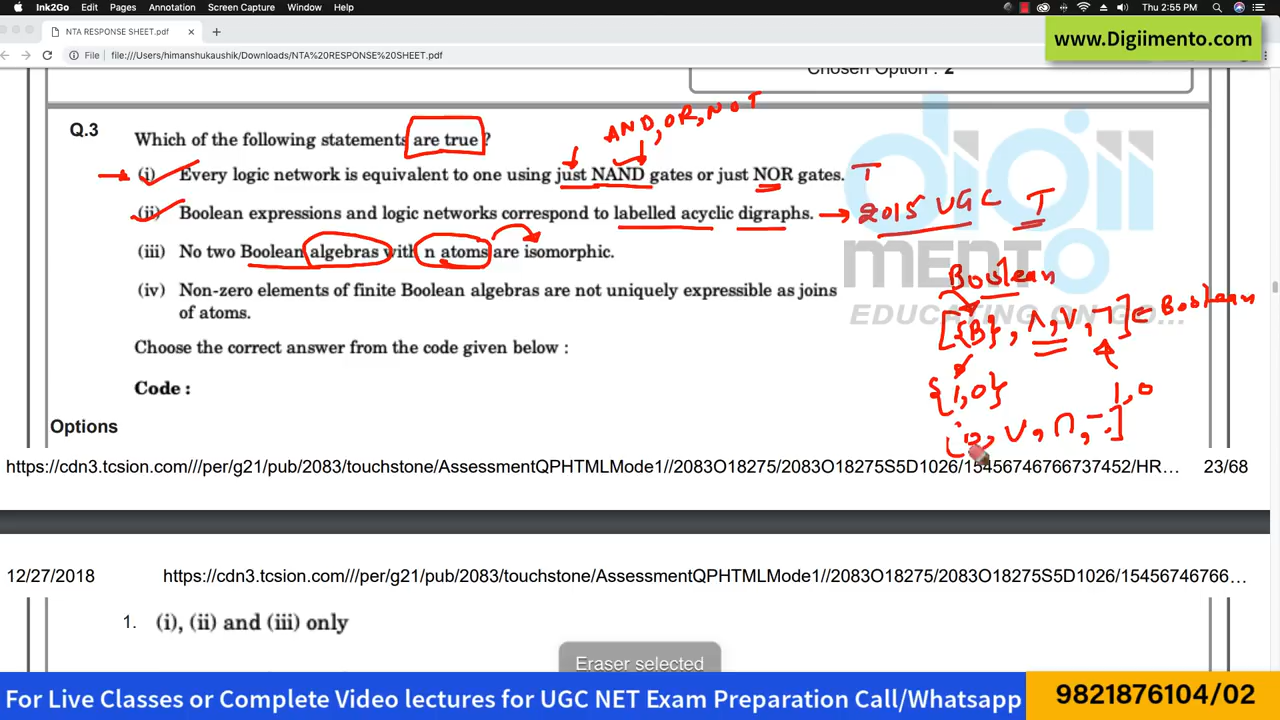 Ink2Go Edit Pages Annotation Screen Capture Window Help Thu 2:55 PM
NTA RESPONSE SHEET.pdf
File file:///Users/himanshukaushik/Downloads/NTA%20RESPONSE%20SHEET.pdf
www.Digiimento.com
Chosen Option : 2
AND, OR, NOT
Q.3 Which of the following statements are true ?
(i) Every logic network is equivalent to one using just NAND gates or just NOR gates. T
(ii) Boolean expressions and logic networks correspond to labelled acyclic digraphs. → 2015 UGC T
(iii) No two Boolean algebras with n atoms are isomorphic.
Boolean
(iv) Non-zero elements of finite Boolean algebras are not uniquely expressible as joins
of atoms.
[{B}, ∧, ∨, ¬] ← Boolean
digii
MENTO
EDUCATING ON GO...
Choose the correct answer from the code given below :
Code :
{1,0} 1,0
∨, ∩, –]
Options
https://cdn3.tcsion.com///per/g21/pub/2083/touchstone/AssessmentQPHTMLMode1//2083O18275/2083O18275S5D1026/15456746766737452/HR… 23/68
12/27/2018 https://cdn3.tcsion.com///per/g21/pub/2083/touchstone/AssessmentQPHTMLMode1//2083O18275/2083O18275S5D1026/15456746766…
1. (i), (ii) and (iii) only
Eraser selected
For Live Classes or Complete Video lectures for UGC NET Exam Preparation Call/Whatsapp 9821876104/02